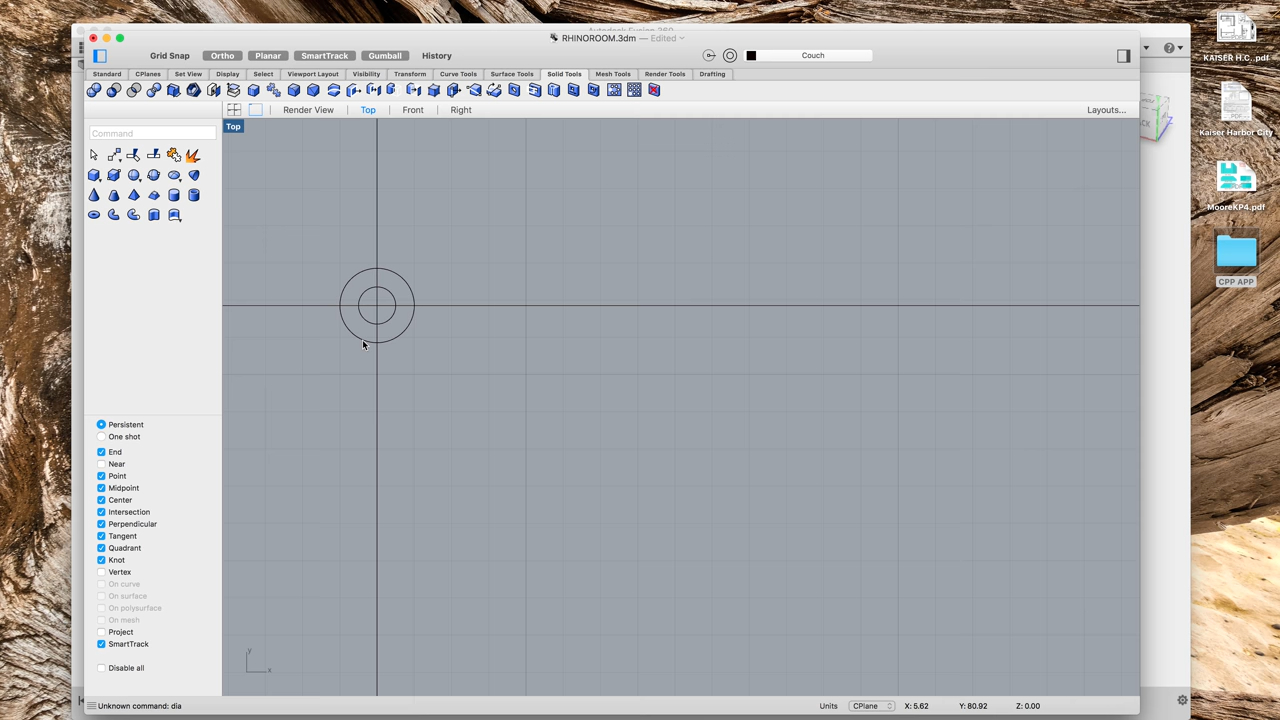 RHINOROOM.3dm — Edited
Grid Snap Ortho Planar SmartTrack Gumball History Couch
Standard CPlanes Set View Display Select Viewport Layout Visibility Transform Curve Tools Surface Tools Solid Tools Mesh Tools Render Tools Drafting
Render View Top Front Right Layouts...
Top
Command
Persistent
One shot
End
Near
Point
Midpoint
Center
Intersection
Perpendicular
Tangent
Quadrant
Knot
Vertex
On curve
On surface
On polysurface
On mesh
Project
SmartTrack
Disable all
y
x
Unknown command: dia Units CPlane X: 5.62 Y: 80.92 Z: 0.00
KAISER H.C..pdf
Kaiser Harbor City
MooreKP4.pdf
CPP APP
Z